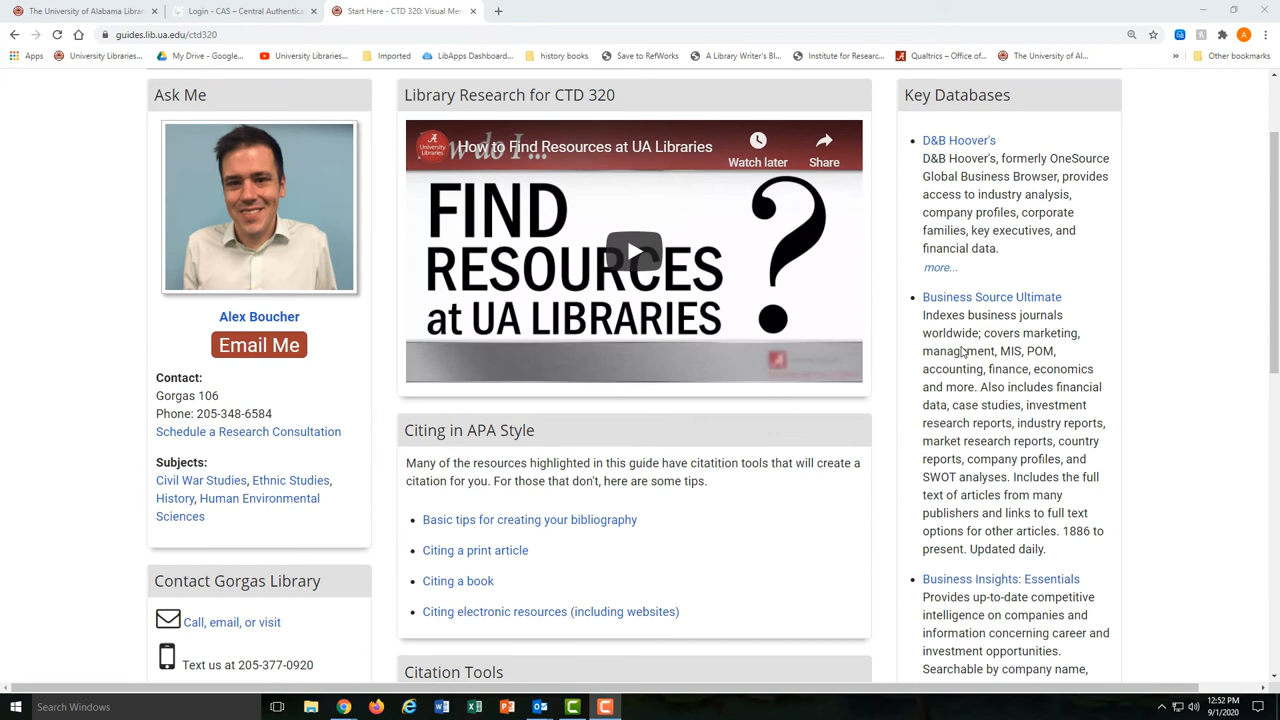 The University of Alabama Libra
Login - CAS – Central Authentica
Start Here - CTD 320: Visual Mer
guides.lib.ua.edu/ctd320
Apps
University Libraries...
My Drive - Google...
University Libraries...
Imported
LibApps Dashboard...
history books
Save to RefWorks
A Library Writer's Bl...
Institute for Researc...
Qualtrics – Office of...
The University of Al...
Other bookmarks
Ask Me
Alex Boucher
Email Me
Contact:
Gorgas 106
Phone: 205-348-6584
Schedule a Research Consultation
Subjects:
Civil War Studies, Ethnic Studies,
History, Human Environmental
Sciences
Contact Gorgas Library
Call, email, or visit
Text us at 205-377-0920
Library Research for CTD 320
How to Find Resources at UA Libraries
Watch later
Share
FIND
RESOURCES
at UA LIBRARIES
?
Citing in APA Style
Many of the resources highlighted in this guide have citatition tools that will create a
citation for you. For those that don't, here are some tips.
Basic tips for creating your bibliography
Citing a print article
Citing a book
Citing electronic resources (including websites)
Citation Tools
Key Databases
D&B Hoover's
D&B Hoover's, formerly OneSource
Global Business Browser, provides
access to industry analysis,
company profiles, corporate
families, key executives, and
financial data.
more...
Business Source Ultimate
Indexes business journals
worldwide; covers marketing,
management, MIS, POM,
accounting, finance, economics
and more. Also includes financial
data, case studies, investment
research reports, industry reports,
market research reports, country
reports, company profiles, and
SWOT analyses. Includes the full
text of articles from many
publishers and links to full text
options for other articles. 1886 to
present. Updated daily.
Business Insights: Essentials
Provides up-to-date competitive
intelligence on companies and
information concerning career and
investment opportunities.
Searchable by company name,
Search Windows
12:52 PM
9/1/2020